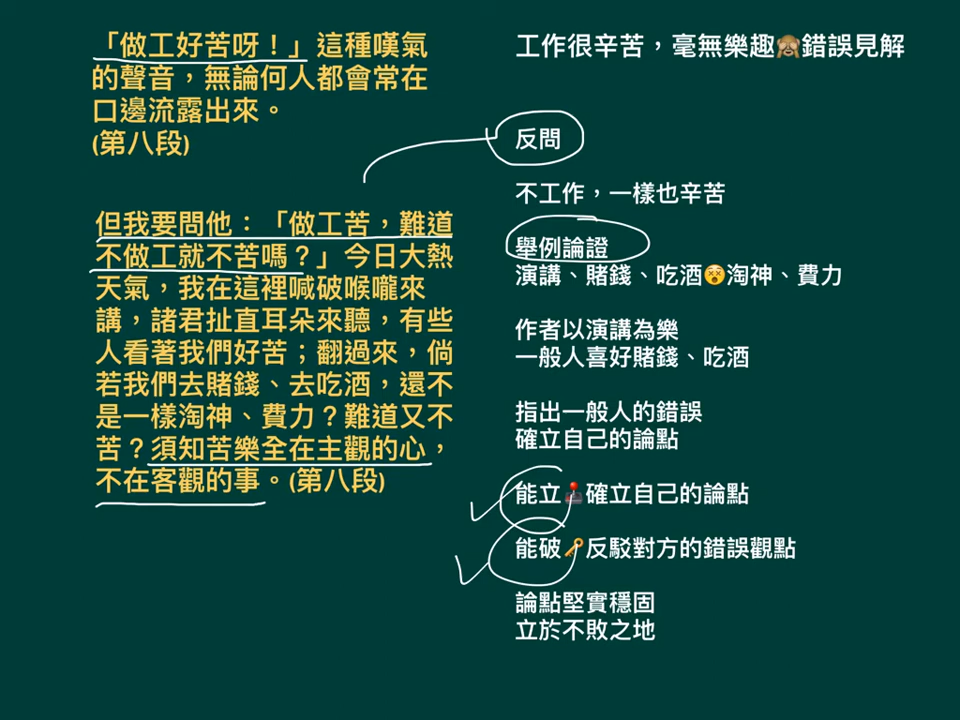 「做工好苦呀！」這種嘆氣
的聲音，無論何人都會常在
口邊流露出來。
(第八段)
但我要問他：「做工苦，難道
不做工就不苦嗎？」今日大熱
天氣，我在這裡喊破喉嚨來
講，諸君扯直耳朵來聽，有些
人看著我們好苦；翻過來，倘
若我們去賭錢、去吃酒，還不
是一樣淘神、費力？難道又不
苦？須知苦樂全在主觀的心，
不在客觀的事。(第八段)
工作很辛苦，毫無樂趣🙈錯誤見解
反問
不工作，一樣也辛苦
舉例論證
演講、賭錢、吃酒😵淘神、費力
作者以演講為樂
一般人喜好賭錢、吃酒
指出一般人的錯誤
確立自己的論點
能立🕹️確立自己的論點
能破🗝️反駁對方的錯誤觀點
論點堅實穩固
立於不敗之地